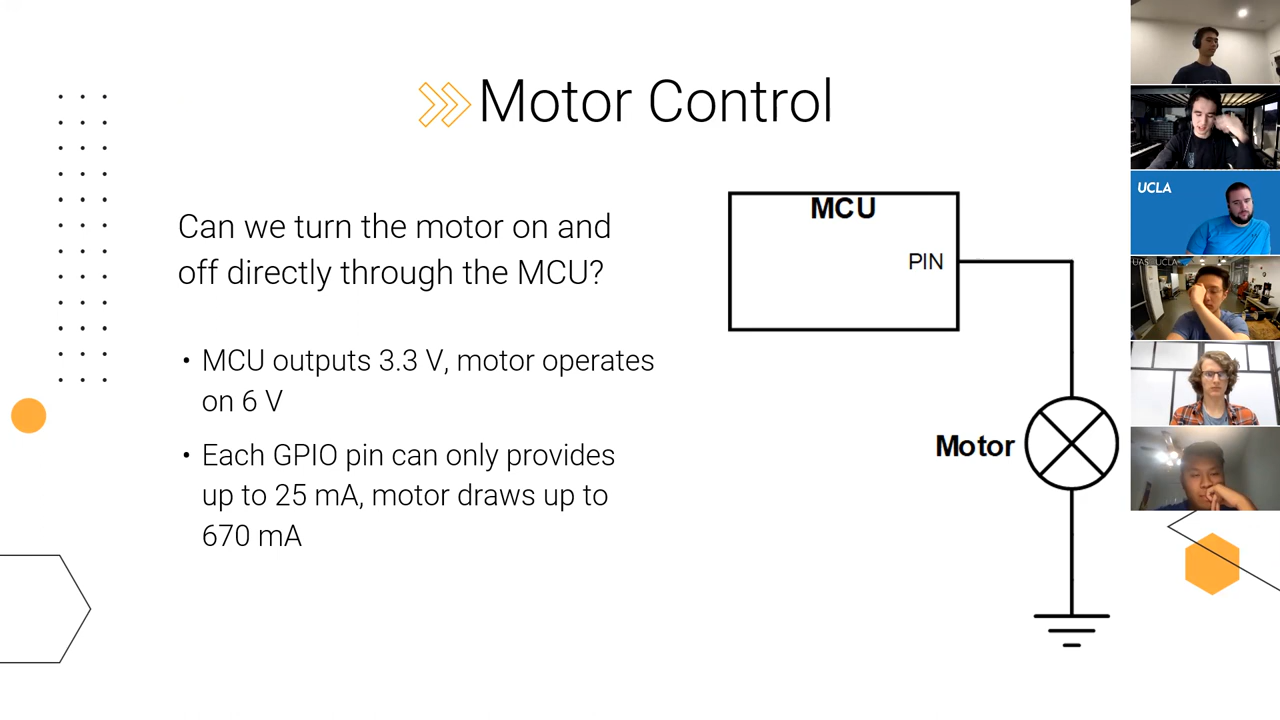 Motor Control
Can we turn the motor on and
off directly through the MCU?
• MCU outputs 3.3 V, motor operates
on 6 V
• Each GPIO pin can only provides
up to 25 mA, motor draws up to
670 mA
MCU
PIN
Motor
UCLA
UAS UCLA